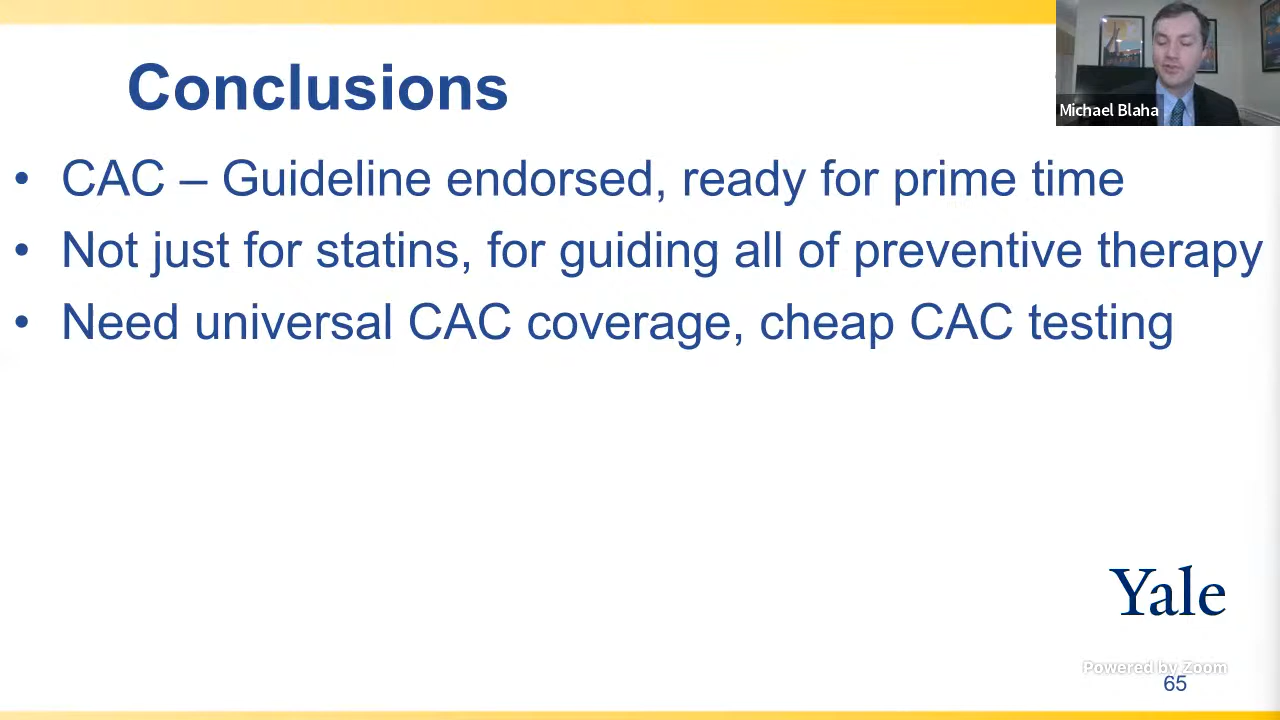 Conclusions
Michael Blaha
• CAC – Guideline endorsed, ready for prime time
• Not just for statins, for guiding all of preventive therapy
• Need universal CAC coverage, cheap CAC testing
Yale
Powered by Zoom
65